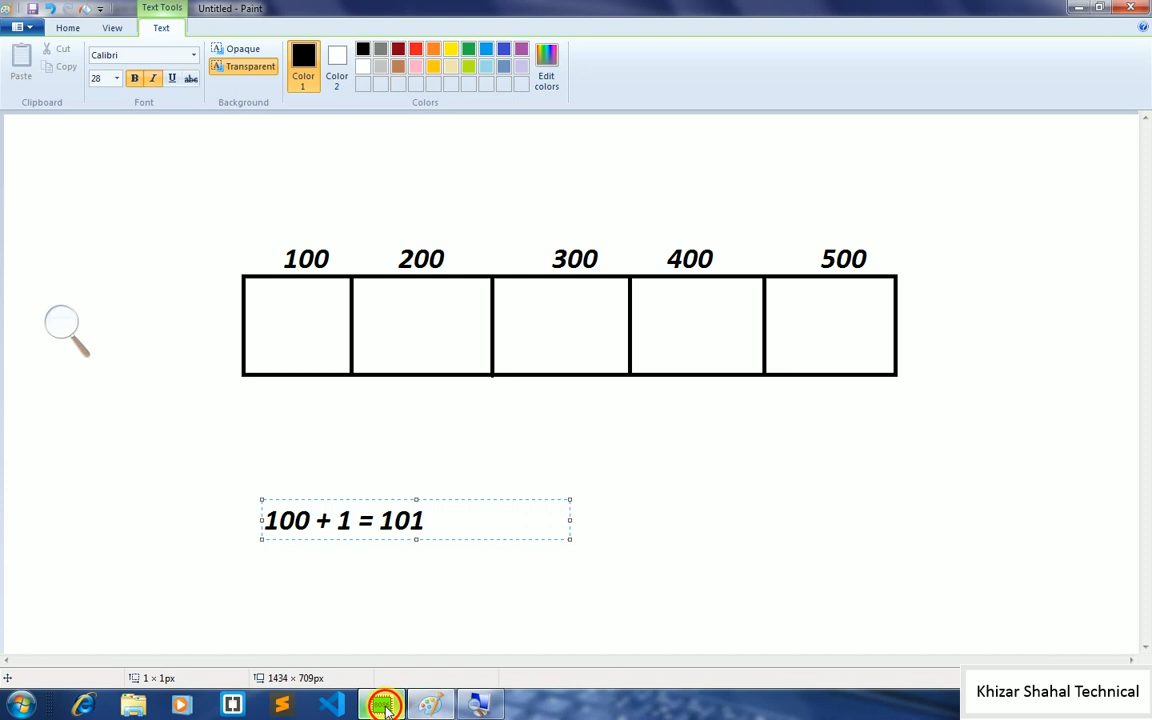 Text Tools
Untitled - Paint
Home View Text
Paste
Cut
Copy
Clipboard
Calibri
28 B I U abc
Font
Opaque
Transparent
Background
Color 1
Color 2
Edit colors
Colors
100 200 300 400 500
100 + 1 = 101
1 × 1px
1434 × 709px
Khizar Shahal Technical